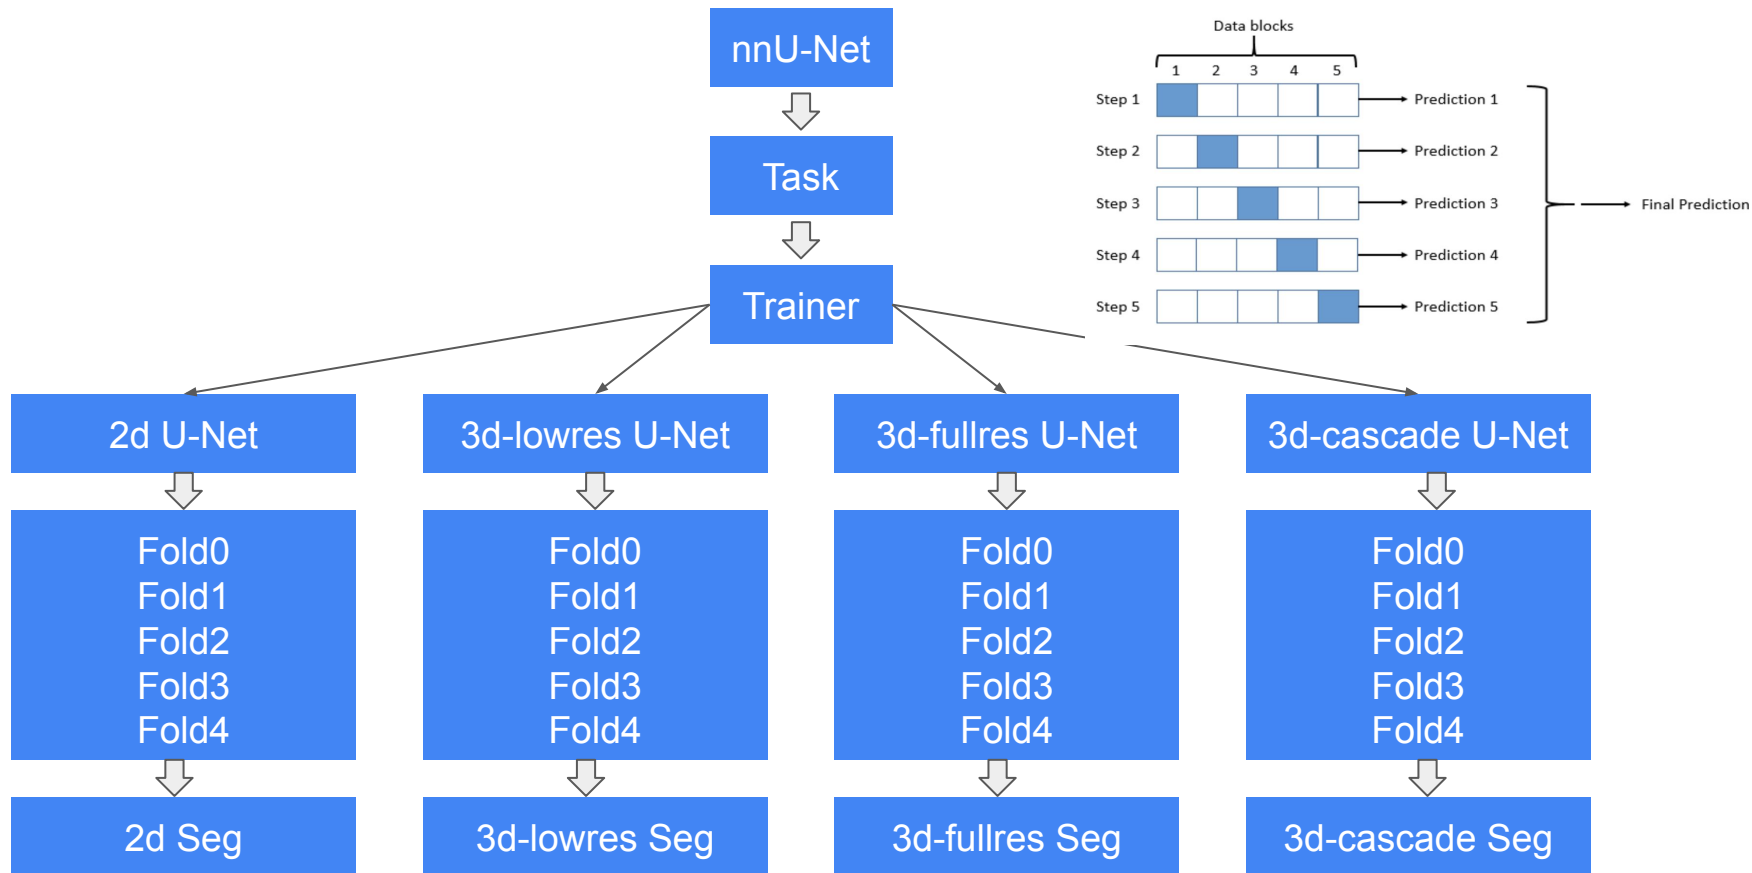 nnU-Net
Task
Trainer
Data blocks
1 2 3 4 5
Step 1 Prediction 1
Step 2 Prediction 2
Step 3 Prediction 3 Final Prediction
Step 4 Prediction 4
Step 5 Prediction 5
2d U-Net
Fold0
Fold1
Fold2
Fold3
Fold4
2d Seg
3d-lowres U-Net
Fold0
Fold1
Fold2
Fold3
Fold4
3d-lowres Seg
3d-fullres U-Net
Fold0
Fold1
Fold2
Fold3
Fold4
3d-fullres Seg
3d-cascade U-Net
Fold0
Fold1
Fold2
Fold3
Fold4
3d-cascade Seg